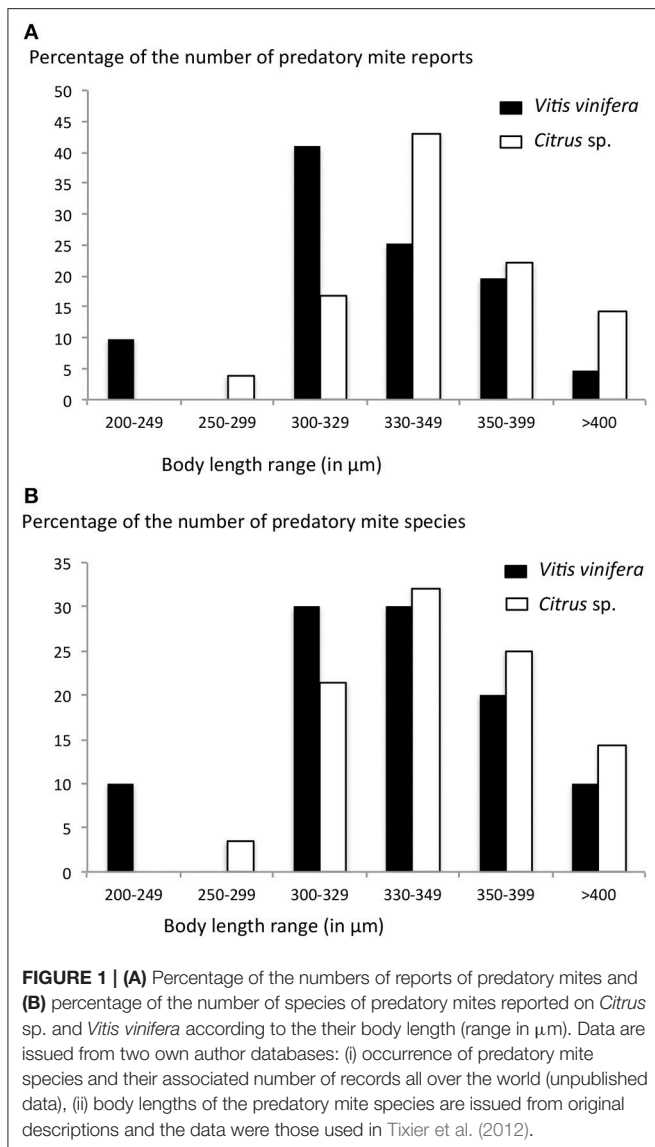 A
Percentage of the number of predatory mite reports
50
45
40
35
30
25
20
15
10
5
0
Vitis vinifera
Citrus sp.
200-249 250-299 300-329 330-349 350-399 >400
Body length range (in μm)
B
Percentage of the number of predatory mite species
35
30
25
20
15
10
5
0
Vitis vinifera
Citrus sp.
200-249 250-299 300-329 330-349 350-399 >400
Body length range (in μm)
FIGURE 1 | (A) Percentage of the numbers of reports of predatory mites and
(B) percentage of the number of species of predatory mites reported on Citrus
sp. and Vitis vinifera according to the their body length (range in μm). Data are
issued from two own author databases: (i) occurrence of predatory mite
species and their associated number of records all over the world (unpublished
data), (ii) body lengths of the predatory mite species are issued from original
descriptions and the data were those used in Tixier et al. (2012).